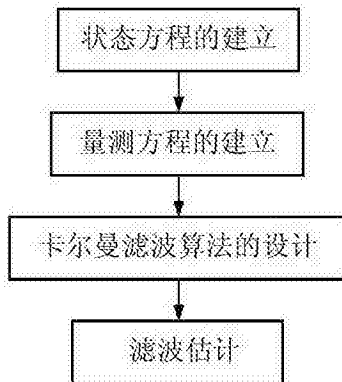 状态方程的建立
量测方程的建立
卡尔曼滤波算法的设计
滤波估计